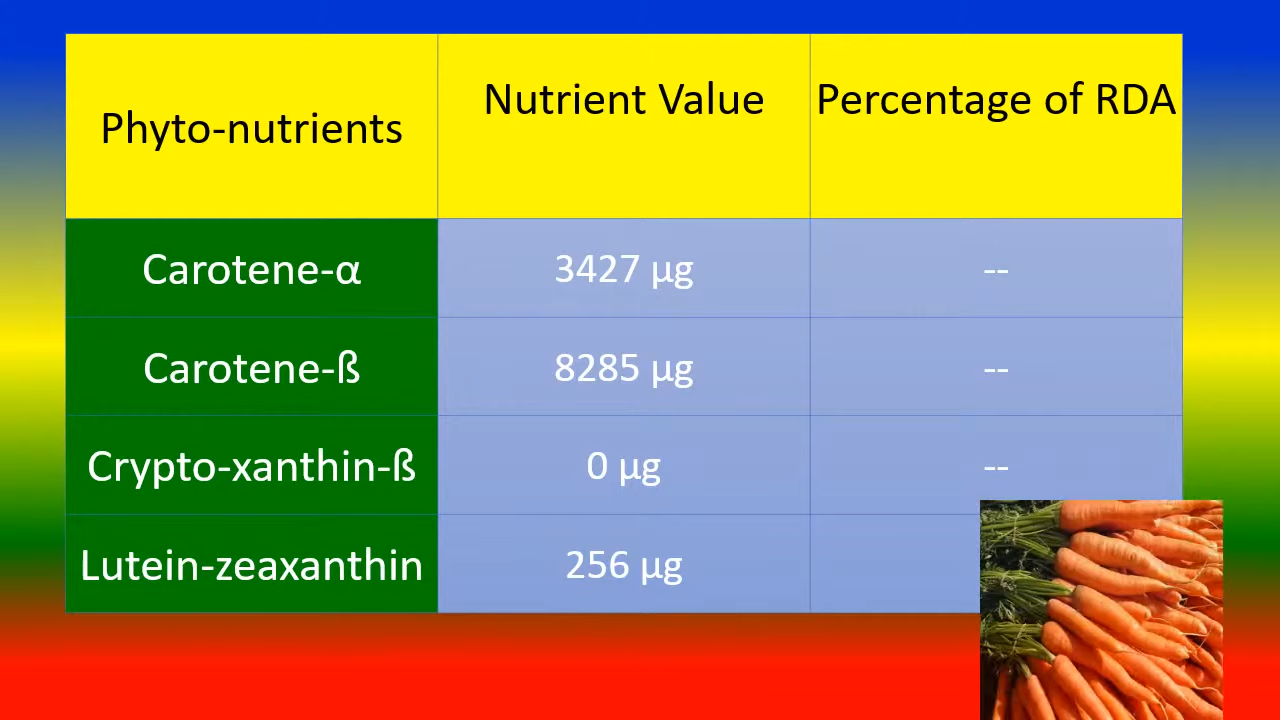 Phyto-nutrients Nutrient Value Percentage of RDA
Carotene-α 3427 µg --
Carotene-ß 8285 µg --
Crypto-xanthin-ß 0 µg --
Lutein-zeaxanthin 256 µg